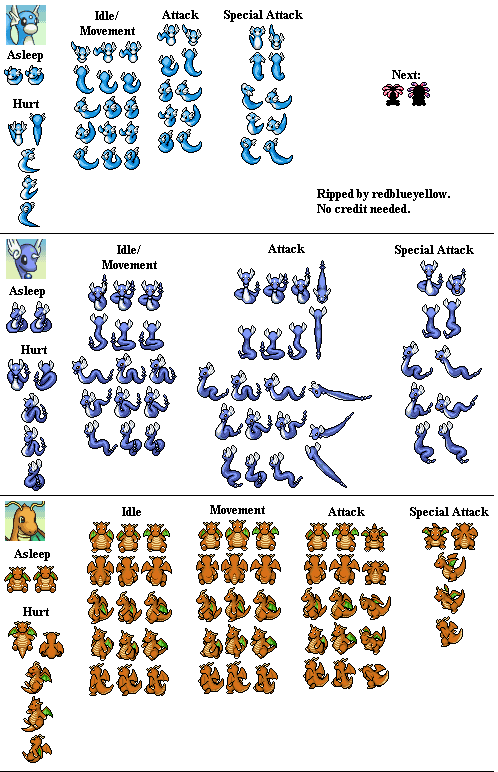 Idle/
Movement
Attack
Special Attack
Asleep
Hurt
Next:
Ripped by redblueyellow.
No credit needed.
Idle/
Movement
Attack
Special Attack
Asleep
Hurt
Idle
Movement
Attack
Special Attack
Asleep
Hurt